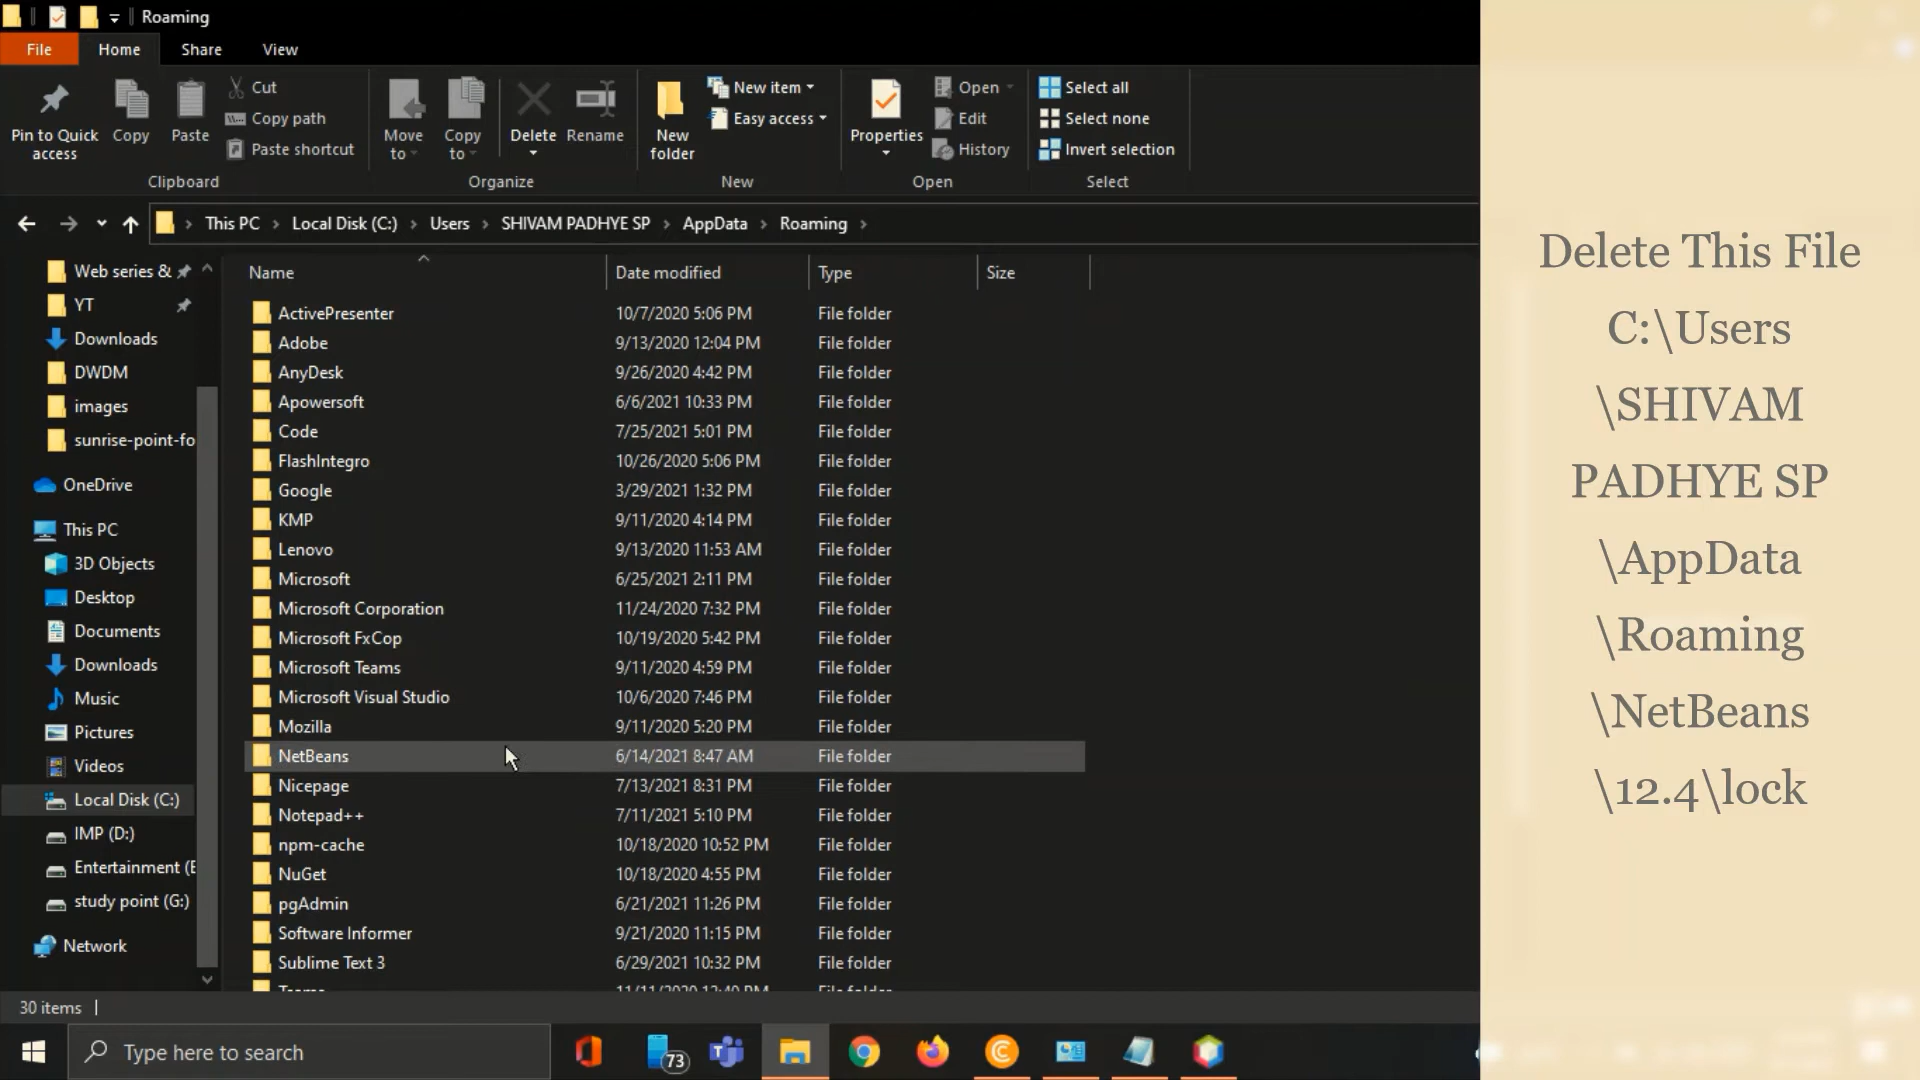 Roaming
File Home Share View
Pin to Quick access
Copy
Paste
Cut
Copy path
Paste shortcut
Clipboard
Move to
Copy to
Delete
Rename
Organize
New folder
New item
Easy access
New
Properties
Open
Edit
History
Open
Select all
Select none
Invert selection
Select
This PC > Local Disk (C:) > Users > SHIVAM PADHYE SP > AppData > Roaming >
Web series &
YT
Downloads
DWDM
images
sunrise-point-fo
OneDrive
This PC
3D Objects
Desktop
Documents
Downloads
Music
Pictures
Videos
Local Disk (C:)
IMP (D:)
Entertainment (E
study point (G:)
Network
Name Date modified Type Size
ActivePresenter 10/7/2020 5:06 PM File folder
Adobe 9/13/2020 12:04 PM File folder
AnyDesk 9/26/2020 4:42 PM File folder
Apowersoft 6/6/2021 10:33 PM File folder
Code 7/25/2021 5:01 PM File folder
FlashIntegro 10/26/2020 5:06 PM File folder
Google 3/29/2021 1:32 PM File folder
KMP 9/11/2020 4:14 PM File folder
Lenovo 9/13/2020 11:53 AM File folder
Microsoft 6/25/2021 2:11 PM File folder
Microsoft Corporation 11/24/2020 7:32 PM File folder
Microsoft FxCop 10/19/2020 5:42 PM File folder
Microsoft Teams 9/11/2020 4:59 PM File folder
Microsoft Visual Studio 10/6/2020 7:46 PM File folder
Mozilla 9/11/2020 5:20 PM File folder
NetBeans 6/14/2021 8:47 AM File folder
Nicepage 7/13/2021 8:31 PM File folder
Notepad++ 7/11/2021 5:10 PM File folder
npm-cache 10/18/2020 10:52 PM File folder
NuGet 10/18/2020 4:55 PM File folder
pgAdmin 6/21/2021 11:26 PM File folder
Software Informer 9/21/2020 11:15 PM File folder
Sublime Text 3 6/29/2021 10:32 PM File folder
30 items
Type here to search
73
Delete This File
C:\Users
\SHIVAM
PADHYE SP
\AppData
\Roaming
\NetBeans
\12.4\lock